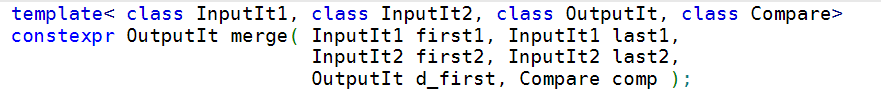 template< class InputIt1, class InputIt2, class OutputIt, class Compare>
constexpr OutputIt merge( InputIt1 first1, InputIt1 last1,
                          InputIt2 first2, InputIt2 last2,
                          OutputIt d_first, Compare comp );